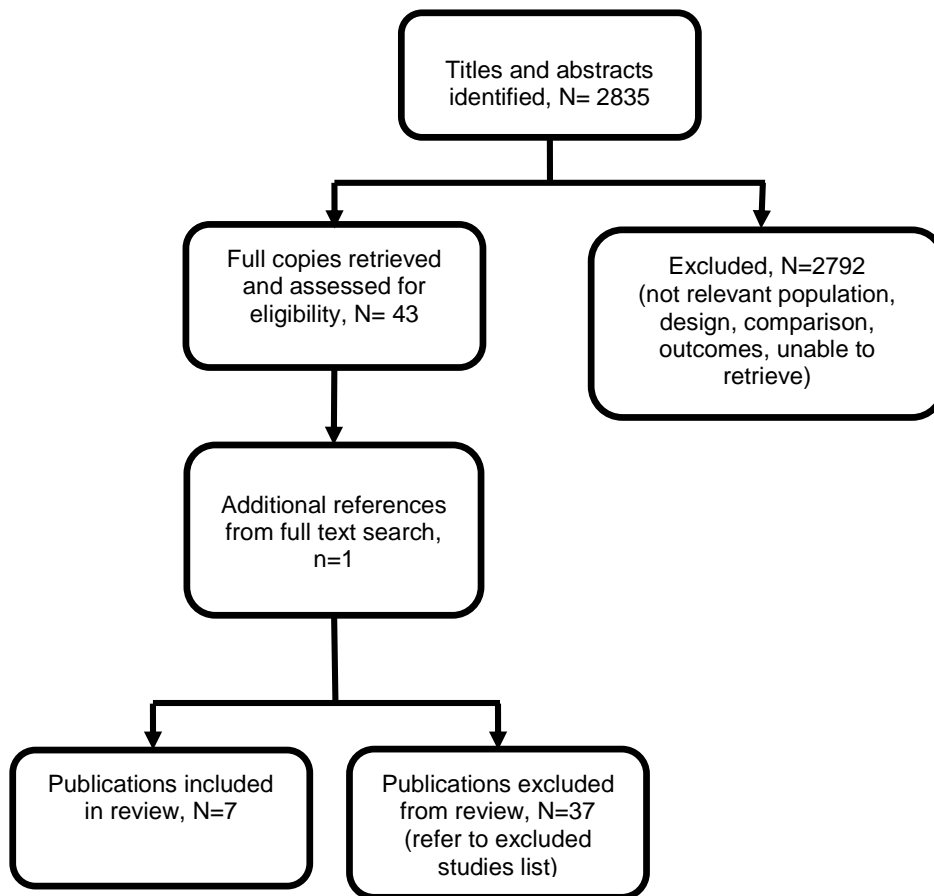 Titles and abstracts
identified, N= 2835
Full copies retrieved
and assessed for
eligibility, N= 43
Excluded, N=2792
(not relevant population,
design, comparison,
outcomes, unable to
retrieve)
Additional references
from full text search,
n=1
Publications included
in review, N=7
Publications excluded
from review, N=37
(refer to excluded
studies list)